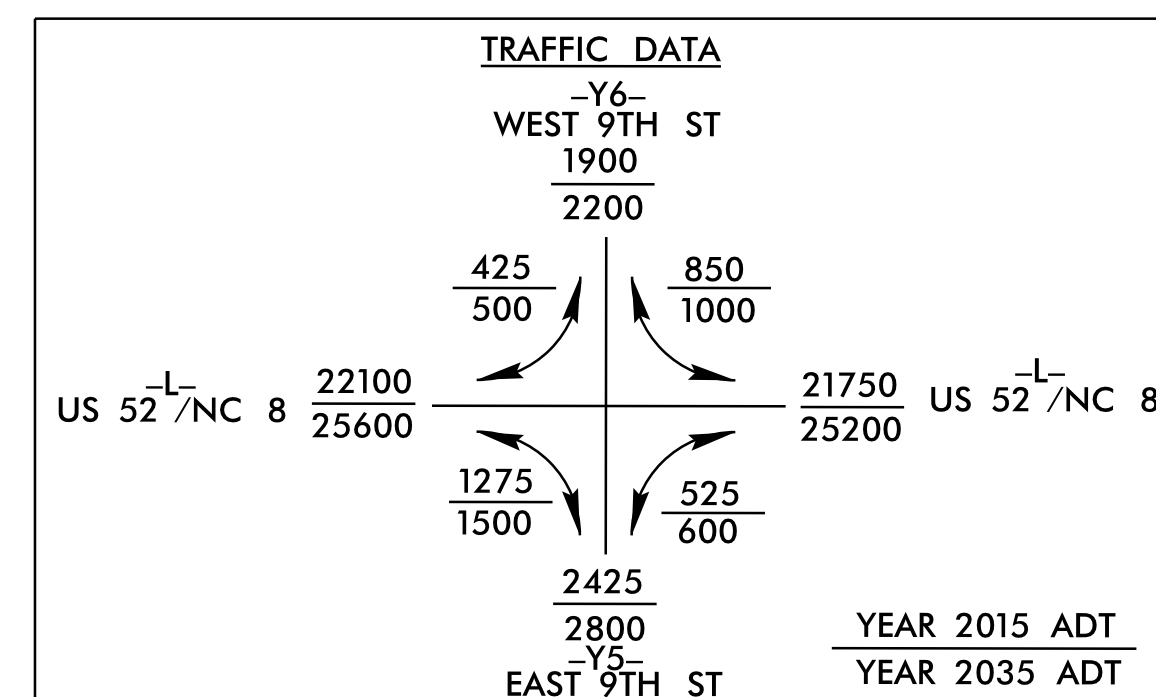 TRAFFIC DATA
–Y6–
WEST 9TH ST
1900
2200
425
500
850
1000
–L–
US 52 /NC 8
22100
25600
21750
25200
–L–
US 52 /NC 8
1275
1500
525
600
2425
2800
–Y5–
EAST 9TH ST
YEAR 2015 ADT
YEAR 2035 ADT